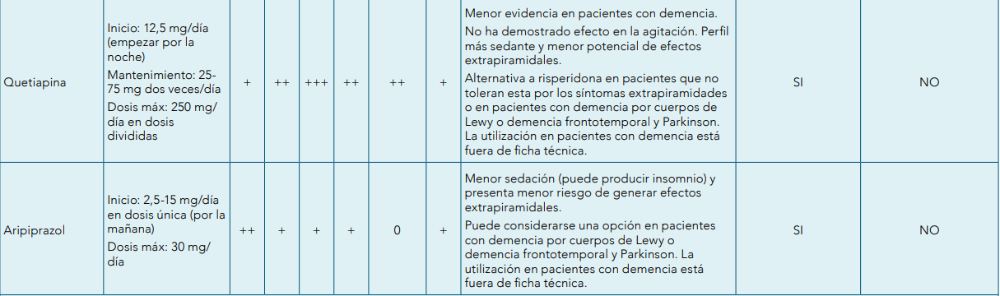 Quetiapina
Inicio: 12,5 mg/día
(empezar por la
noche)
Mantenimiento: 25-
75 mg dos veces/día
Dosis máx: 250 mg/
día en dosis
divididas
+
++
+++
++
++
+
Menor evidencia en pacientes con demencia.
No ha demostrado efecto en la agitación. Perfil
más sedante y menor potencial de efectos
extrapiramidales.
Alternativa a risperidona en pacientes que no
toleran esta por los síntomas extrapiramidades
o en pacientes con demencia por cuerpos de
Lewy o demencia frontotemporal y Parkinson.
La utilización en pacientes con demencia está
fuera de ficha técnica.
SI
NO
Aripiprazol
Inicio: 2,5-15 mg/día
en dosis única (por la
mañana)
Dosis máx: 30 mg/
día
++
+
+
+
0
+
Menor sedación (puede producir insomnio) y
presenta menor riesgo de generar efectos
extrapiramidales.
Puede considerarse una opción en pacientes
con demencia por cuerpos de Lewy o
demencia frontotemporal y Parkinson. La
utilización en pacientes con demencia está
fuera de ficha técnica.
SI
NO